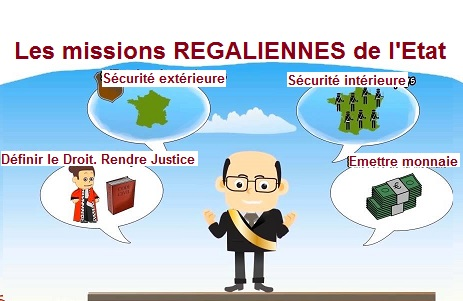 Les missions REGALIENNES de l'Etat
Sécurité extérieure
Sécurité intérieure
Définir le Droit. Rendre Justice
Emettre monnaie
€